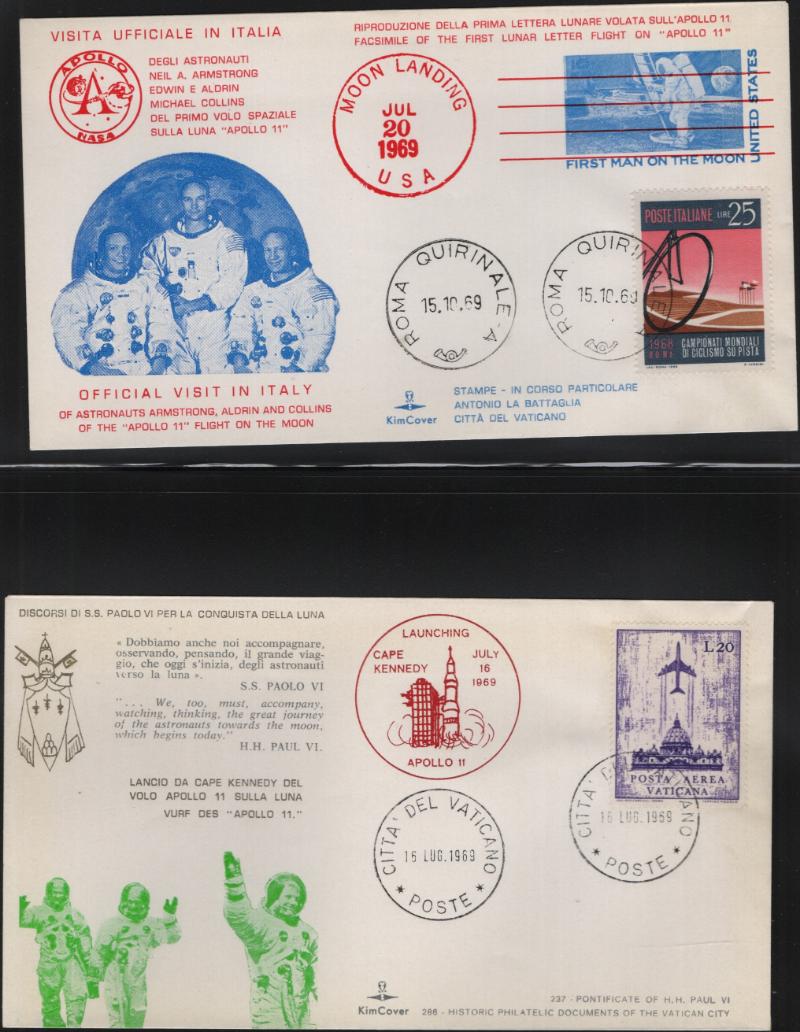 VISITA UFFICIALE IN ITALIA
APOLLO
NASA
DEGLI ASTRONAUTI
NEIL A. ARMSTRONG
EDWIN E ALDRIN
MICHAEL COLLINS
DEL PRIMO VOLO SPAZIALE
SULLA LUNA "APOLLO 11"
RIPRODUZIONE DELLA PRIMA LETTERA LUNARE VOLATA SULL'APOLLO 11
FACSIMILE OF THE FIRST LUNAR LETTER FLIGHT ON "APOLLO 11"
MOON LANDING
JUL
20
1969
USA
UNITED STATES
FIRST MAN ON THE MOON
POSTE ITALIANE LIRE 25
1968
ROMA
CAMPIONATI MONDIALI
DI CICLISMO SU PISTA
ROMA QUIRINALE A
15.10.69
ROMA QUIRINALE A
15.10.69
OFFICIAL VISIT IN ITALY
OF ASTRONAUTS ARMSTRONG, ALDRIN AND COLLINS
OF THE "APOLLO 11" FLIGHT ON THE MOON
KimCover
STAMPE - IN CORSO PARTICOLARE
ANTONIO LA BATTAGLIA
CITTÀ DEL VATICANO
DISCORSI DI S.S. PAOLO VI PER LA CONQUISTA DELLA LUNA
« Dobbiamo anche noi accompagnare,
osservando, pensando, il grande viag-
gio, che oggi s'inizia, degli astronauti
verso la luna ».
S.S. PAOLO VI
"... We, too, must, accompany,
watching, thinking, the great journey
of the astronauts towards the moon,
which begins today."
H.H. PAUL VI.
LANCIO DA CAPE KENNEDY DEL
VOLO APOLLO 11 SULLA LUNA
VURF DES "APOLLO 11."
LAUNCHING
CAPE
KENNEDY
JULY
16
1969
APOLLO 11
L.20
POSTA AEREA
VATICANA
CITTA' DEL VATICANO
16 LUG.1969
* POSTE *
CITTA' DEL VATICANO
16 LUG.1969
* POSTE *
KimCover
237 - PONTIFICATE OF H.H. PAUL VI
286 - HISTORIC PHILATELIC DOCUMENTS OF THE VATICAN CITY